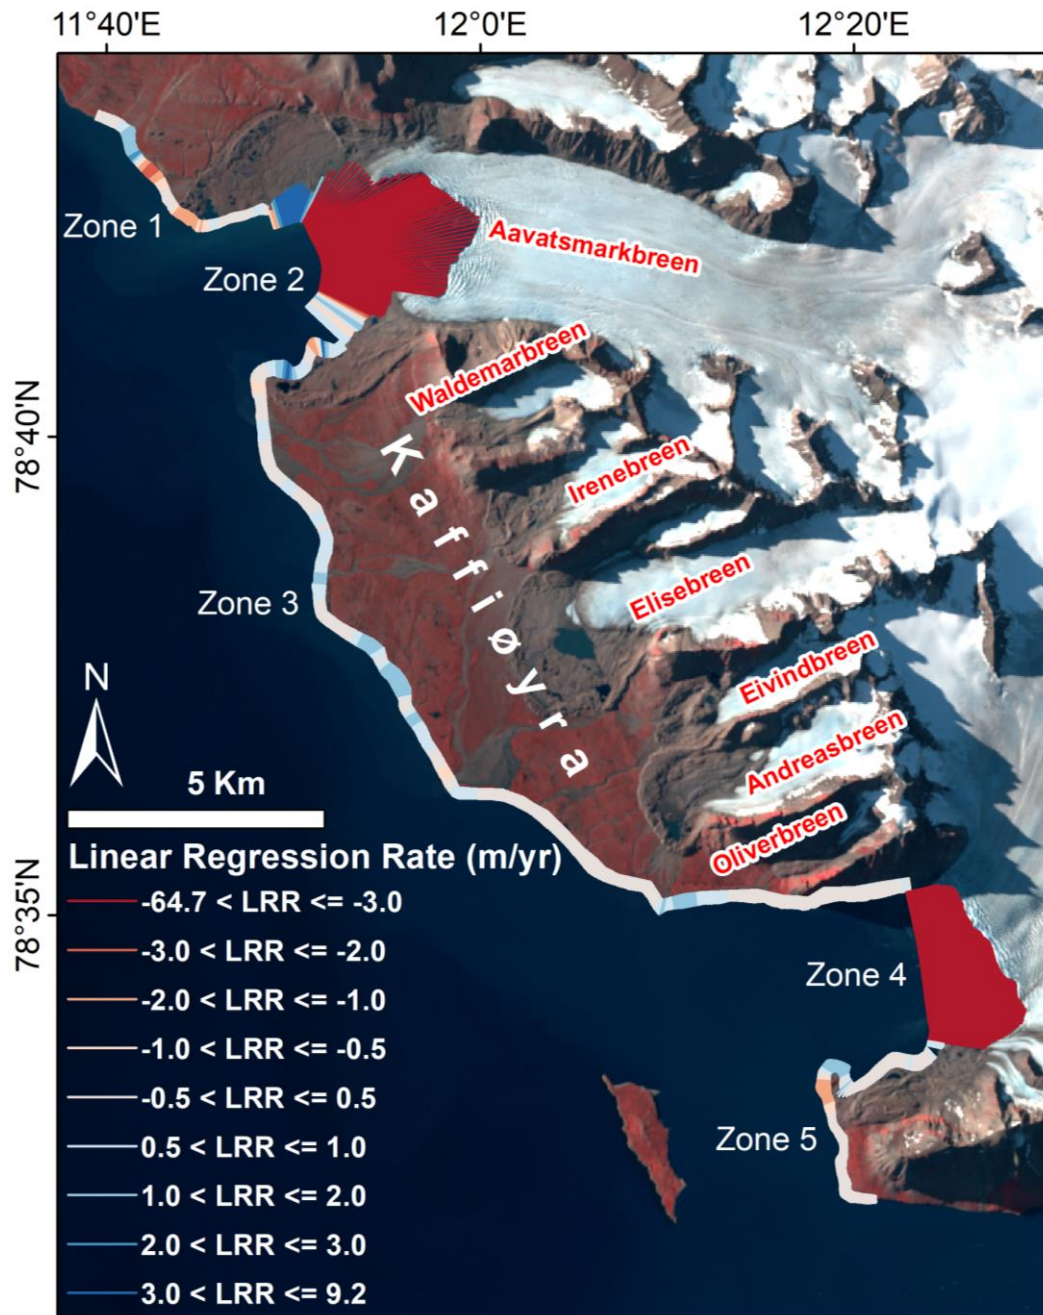 11°40'E
12°0'E
12°20'E
Zone 1
Aavatsmarkbreen
Zone 2
Waldemarbreen
78°40'N
Kaffiøyra
Irenebreen
Elisebreen
Zone 3
Eivindbreen
N
Andreasbreen
5 Km
Oliverbreen
Linear Regression Rate (m/yr)
-64.7 < LRR <= -3.0
78°35'N
-3.0 < LRR <= -2.0
Zone 4
-2.0 < LRR <= -1.0
-1.0 < LRR <= -0.5
-0.5 < LRR <= 0.5
Zone 5
0.5 < LRR <= 1.0
1.0 < LRR <= 2.0
2.0 < LRR <= 3.0
3.0 < LRR <= 9.2